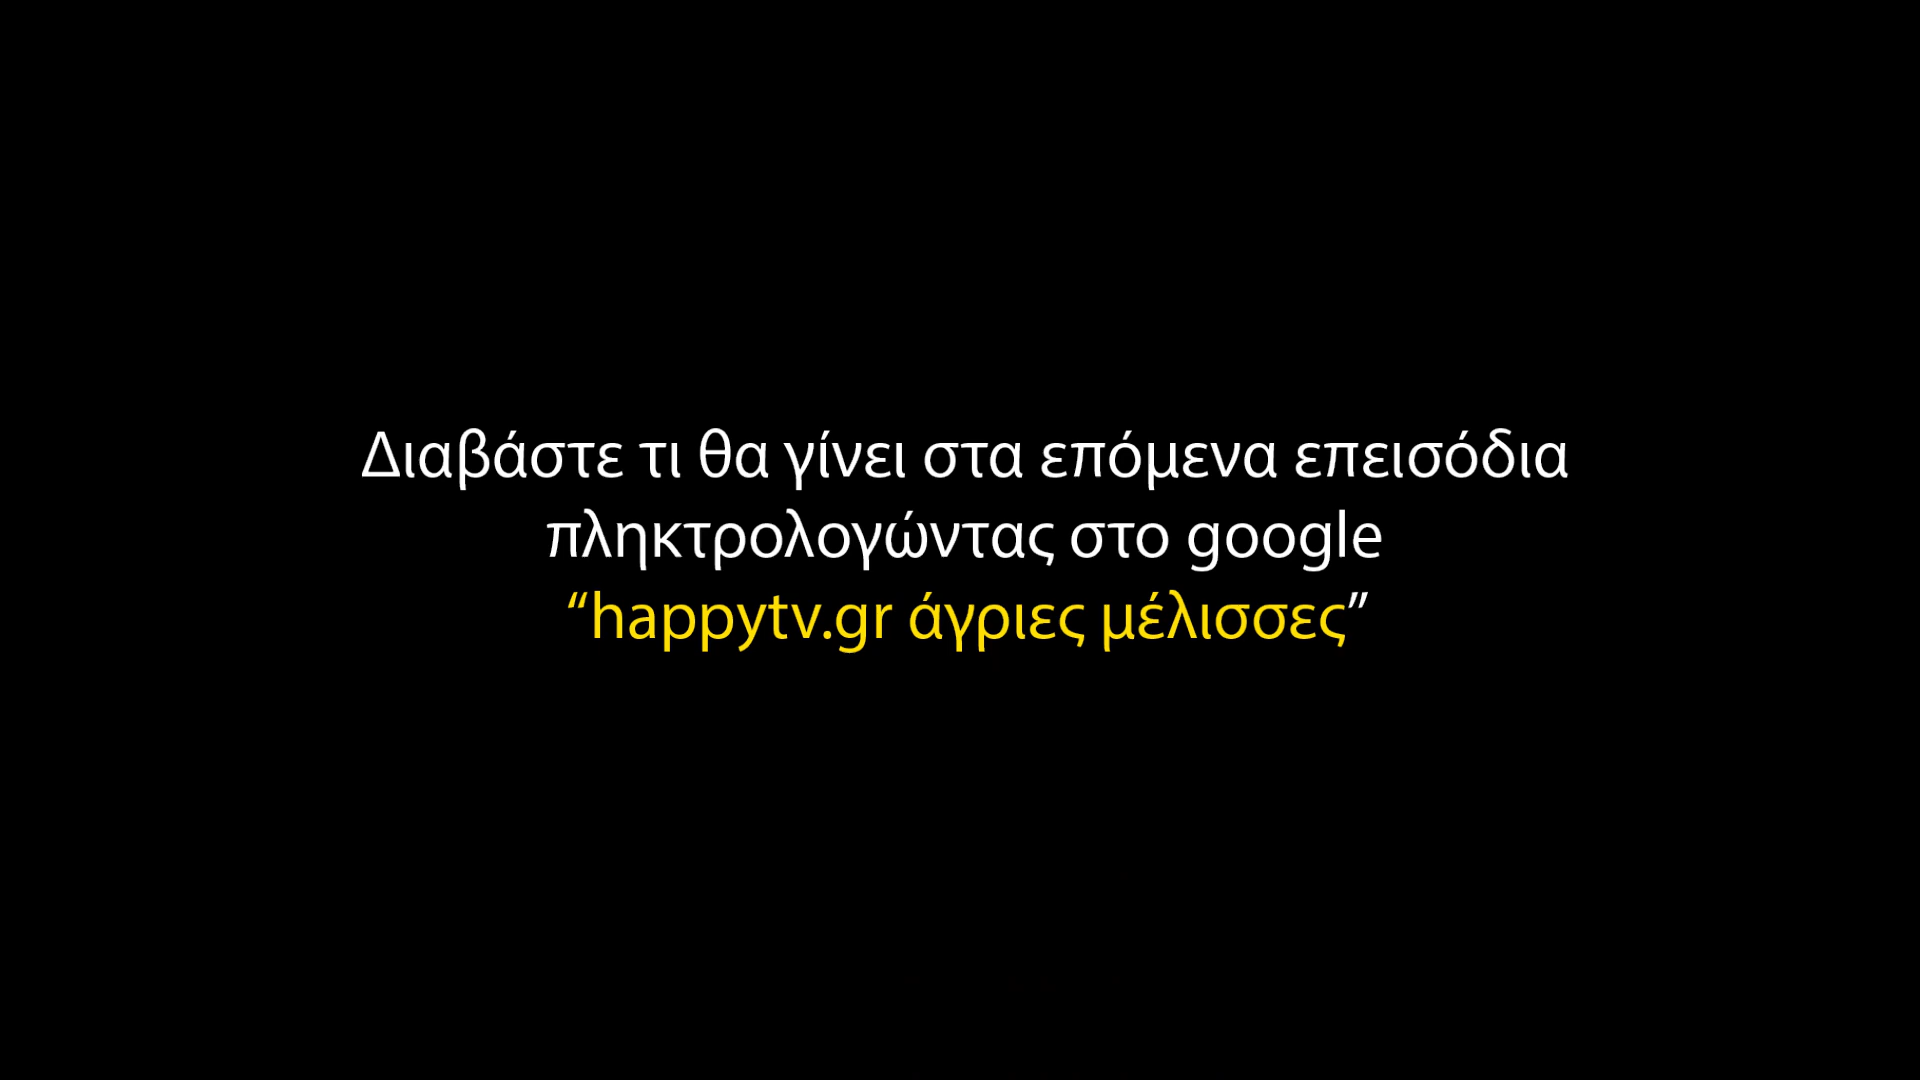 Διαβάστε τι θα γίνει στα επόμενα επεισόδια
πληκτρολογώντας στο google
“happytv.gr άγριες μέλισσες”